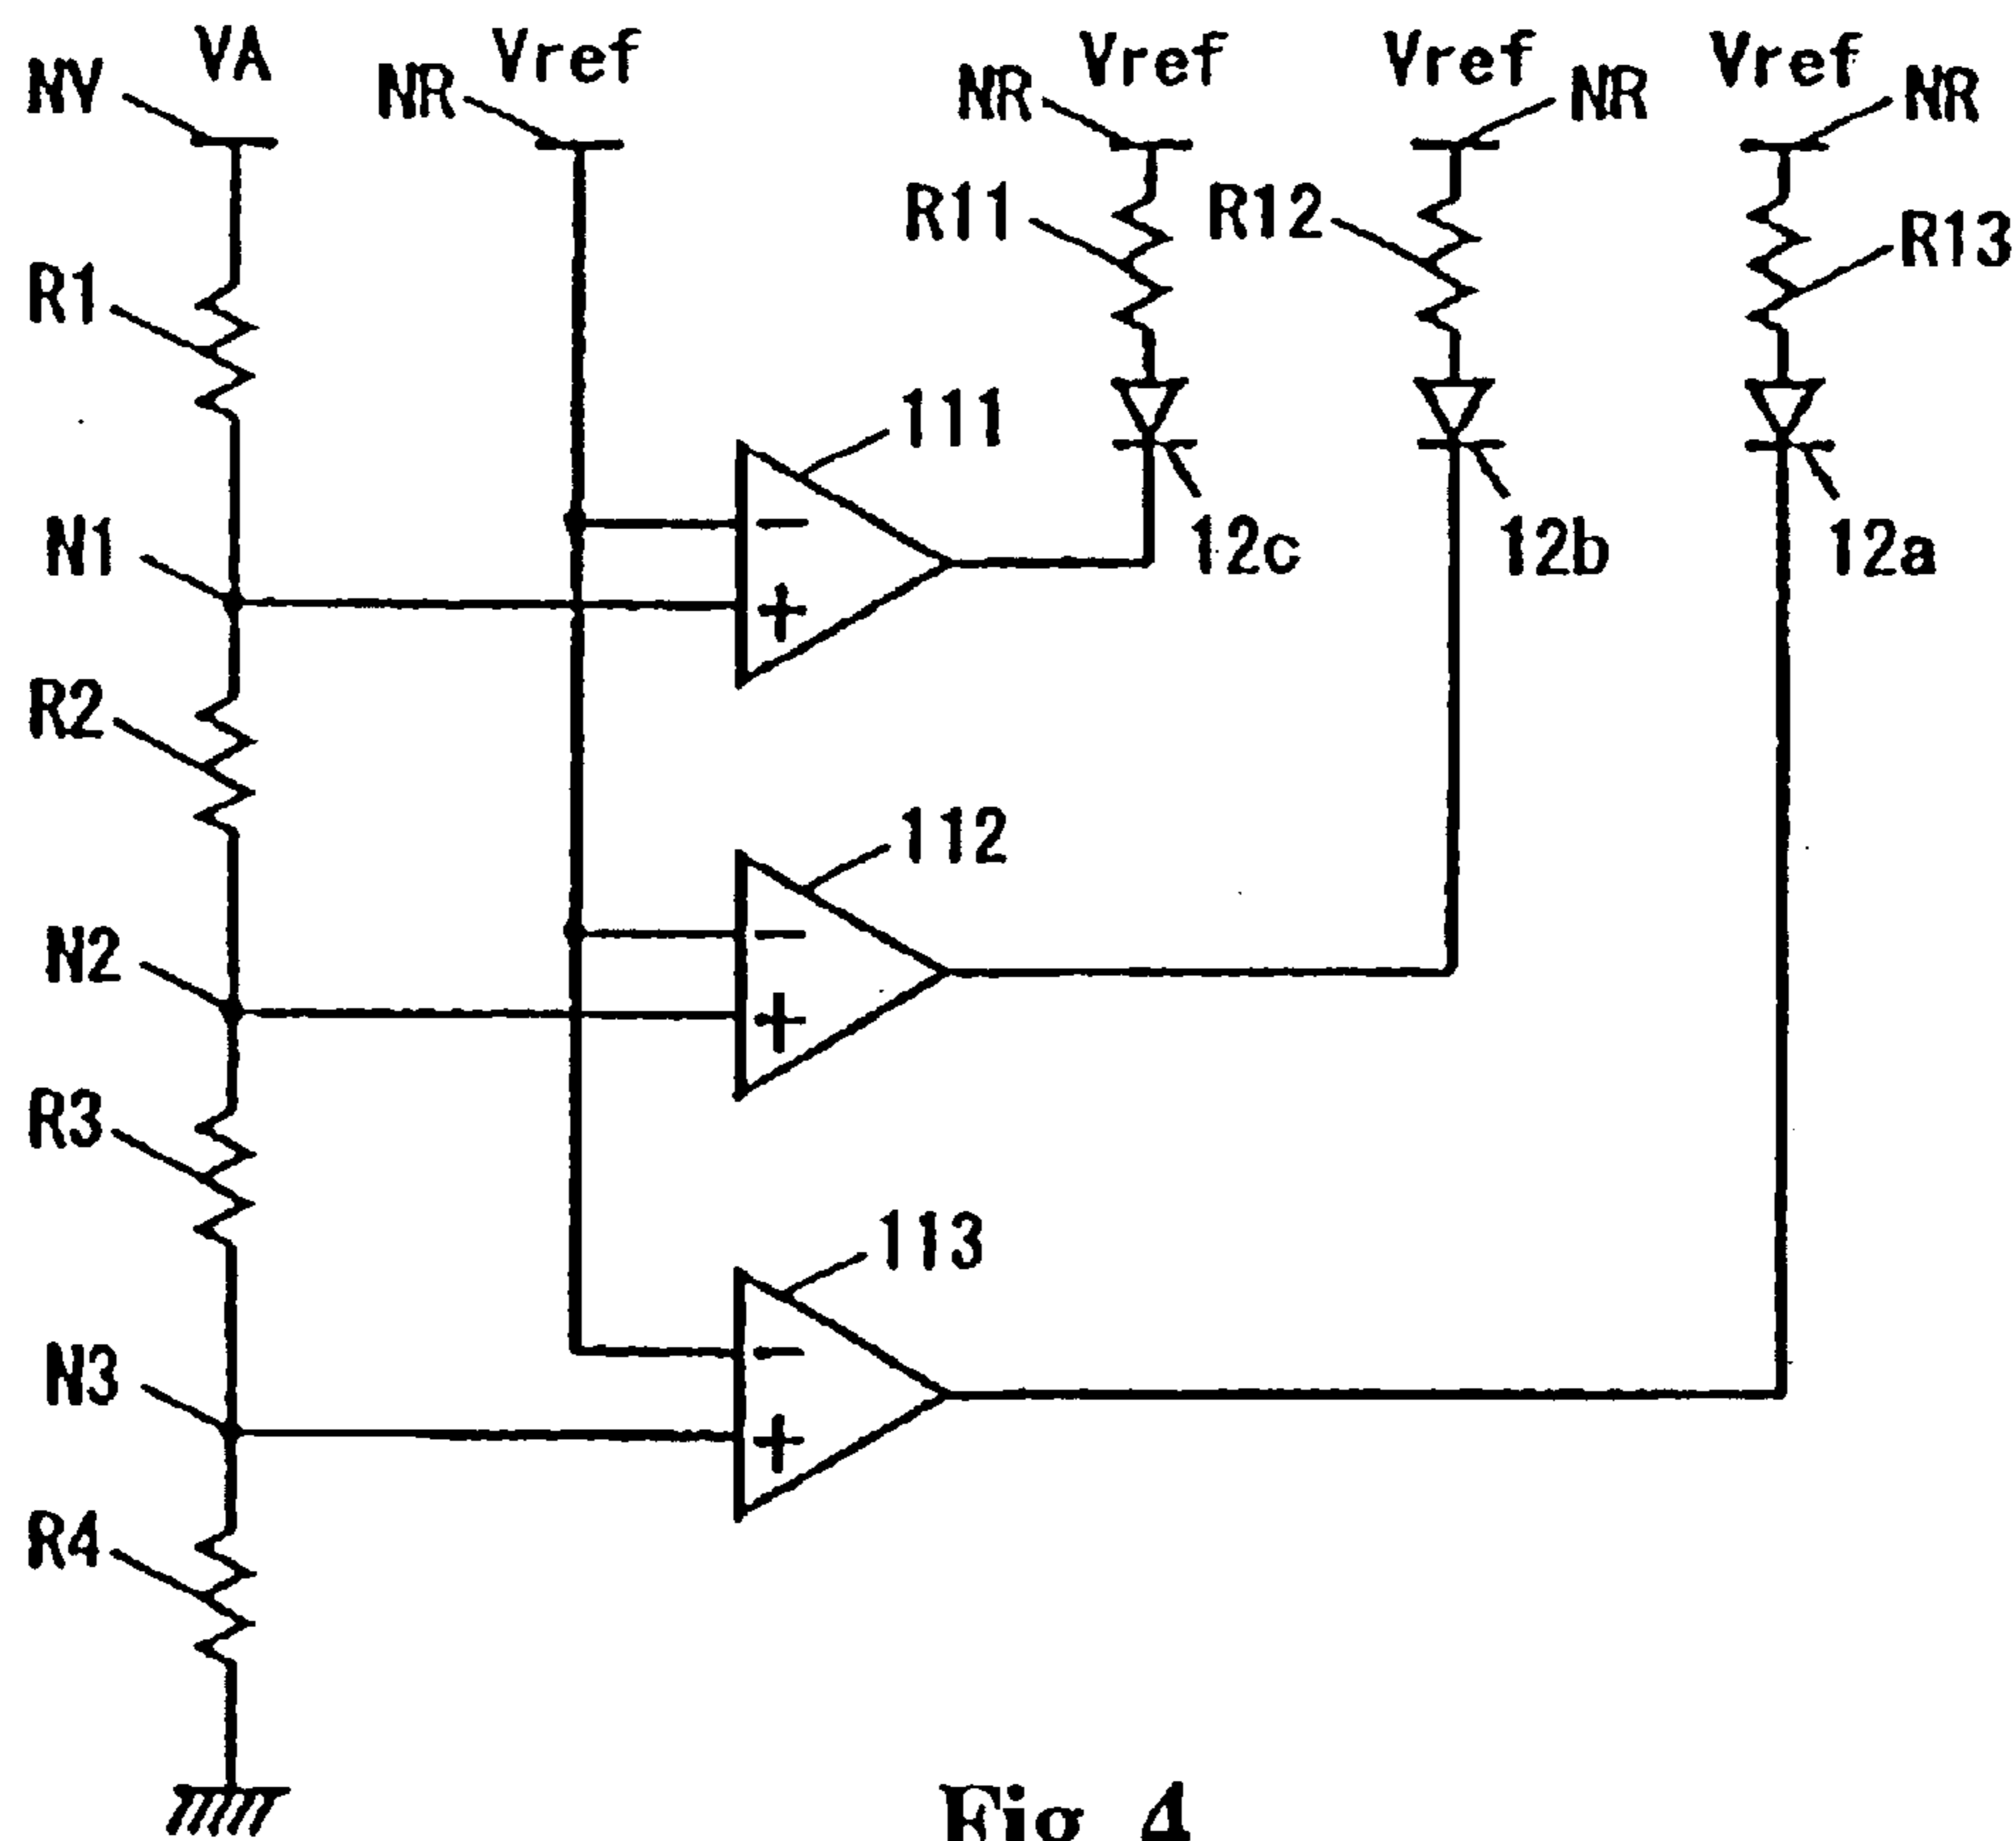 NV VA NR Vref NR Vref Vref NR Vref NR
R11 R12 R13
R1
111
N1 12c 12b 12a
- +
R2
112
N2
- +
R3
113
N3
- +
R4
Fig. 4